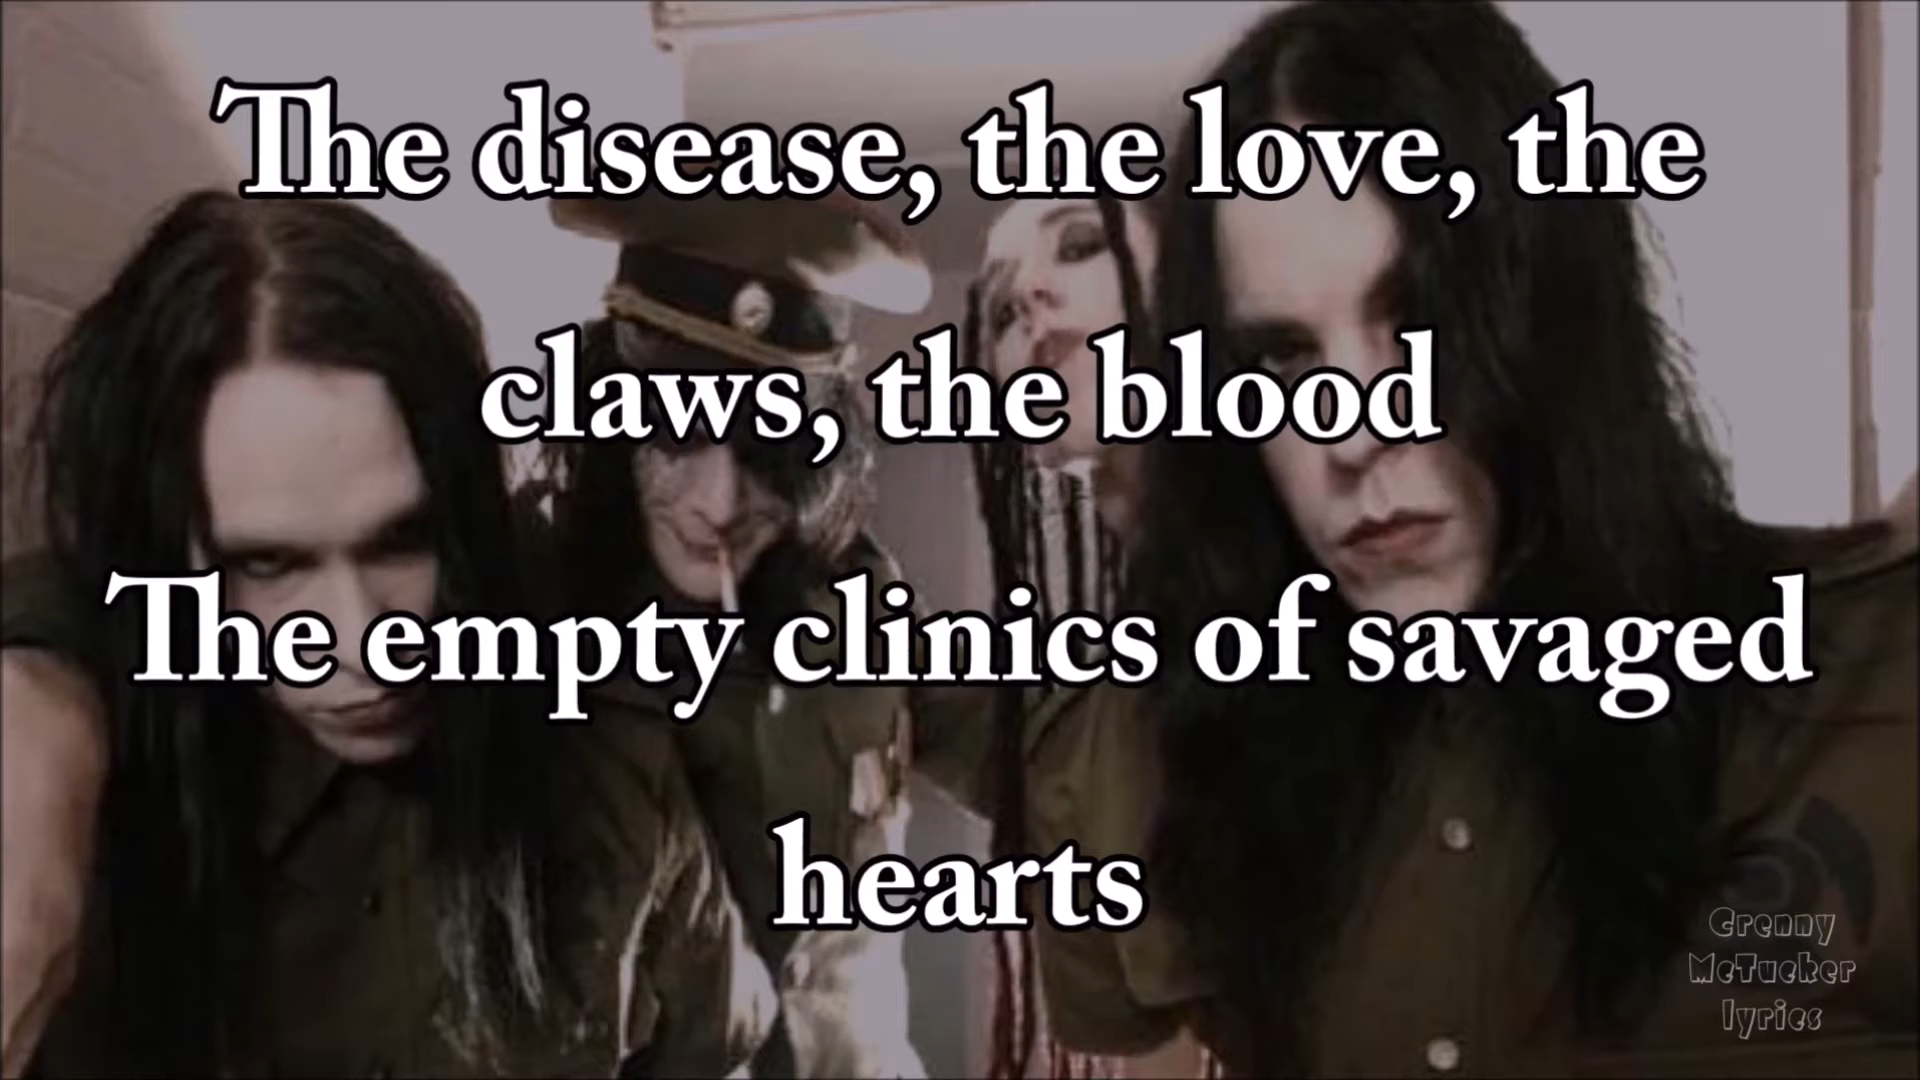 The disease, the love, the
claws, the blood
The empty clinics of savaged
hearts
Grenny
McTucker
lyrics